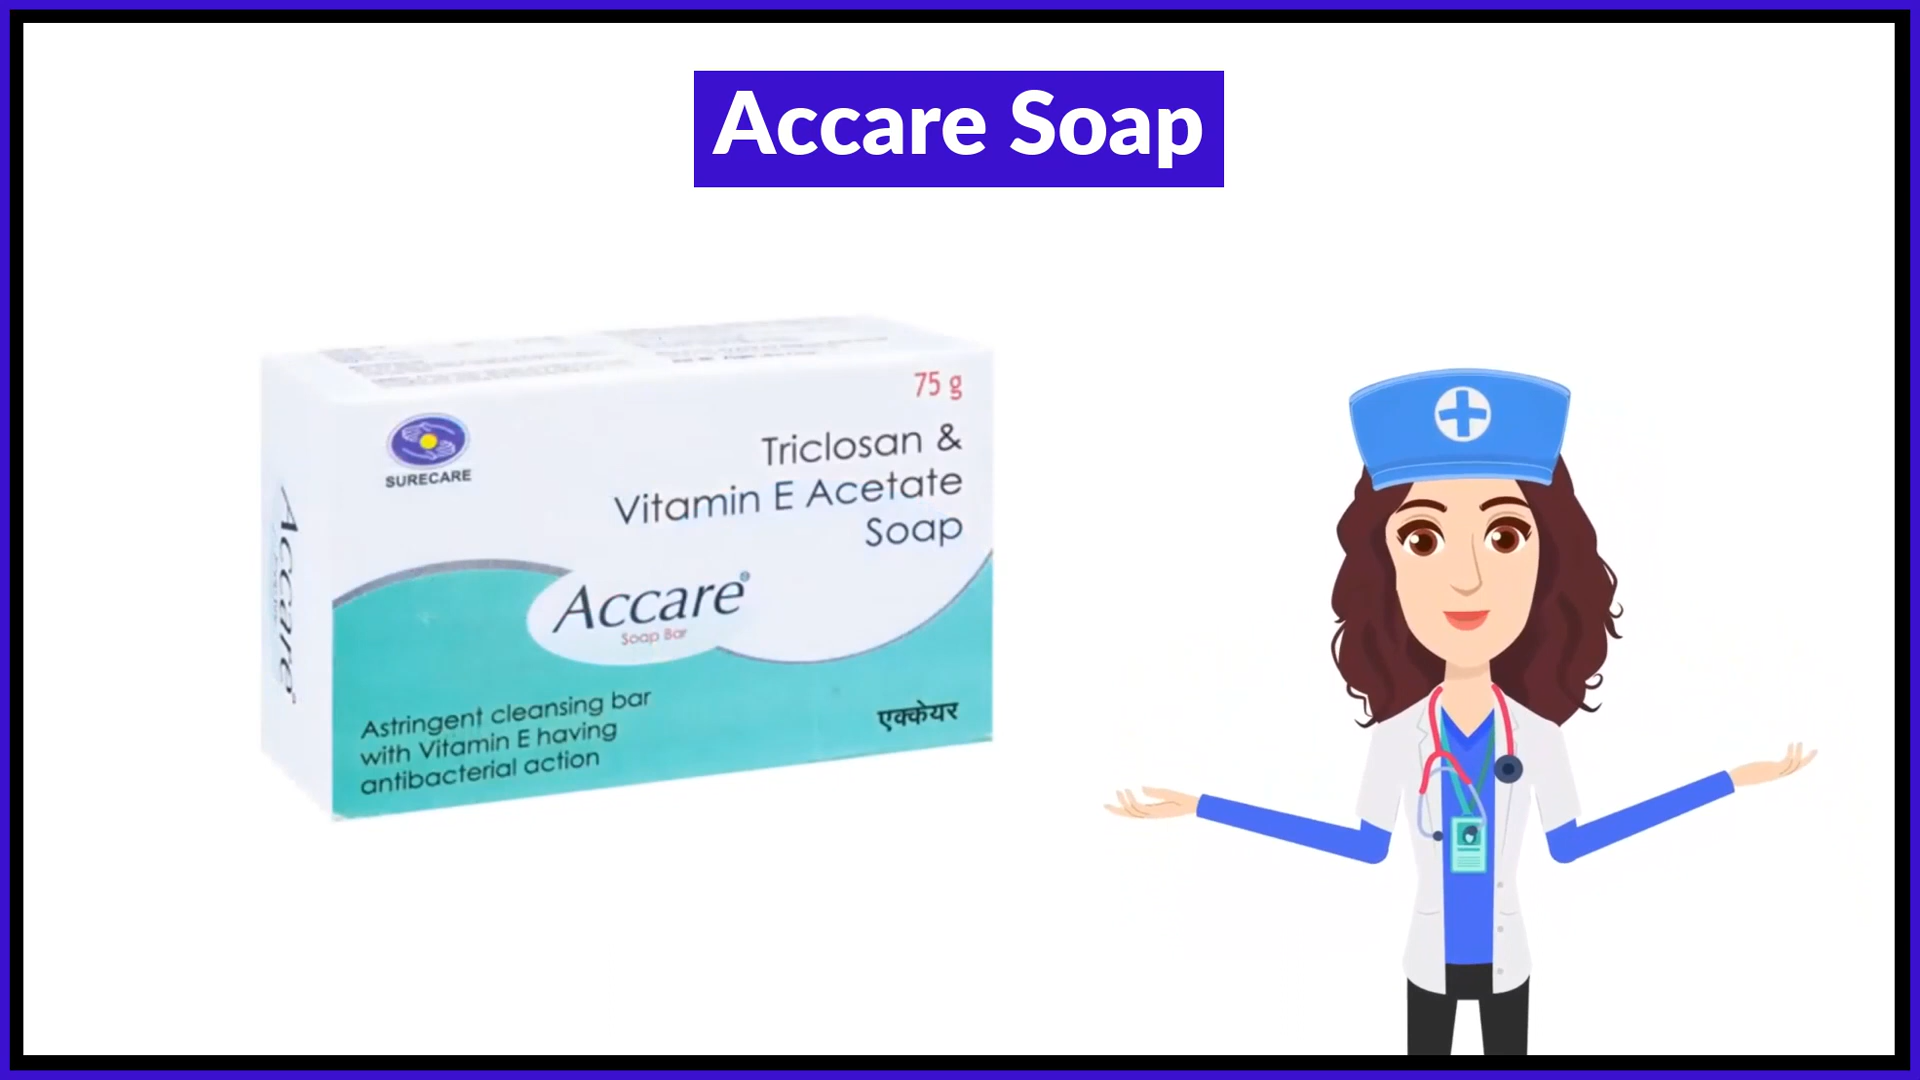 Accare Soap
75 g
SURECARE
Triclosan &
Vitamin E Acetate
Soap
Accare®
Accare®
Soap Bar
Astringent cleansing bar
with Vitamin E having
antibacterial action
एक्केयर